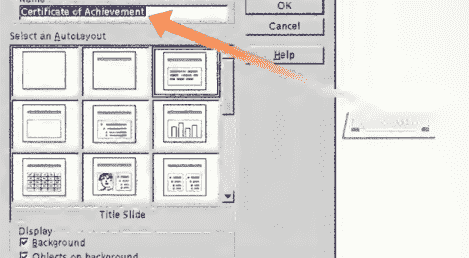 Name
OK
Certificate of Achievement
Cancel
Select an AutoLayout
Help
Title Slide
Display
Background
Objects on background